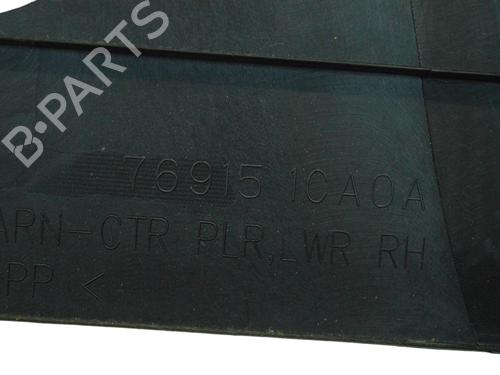 B-PARTS
76915 1CA0A
ARN-CTR PLR, LWR RH
PP <